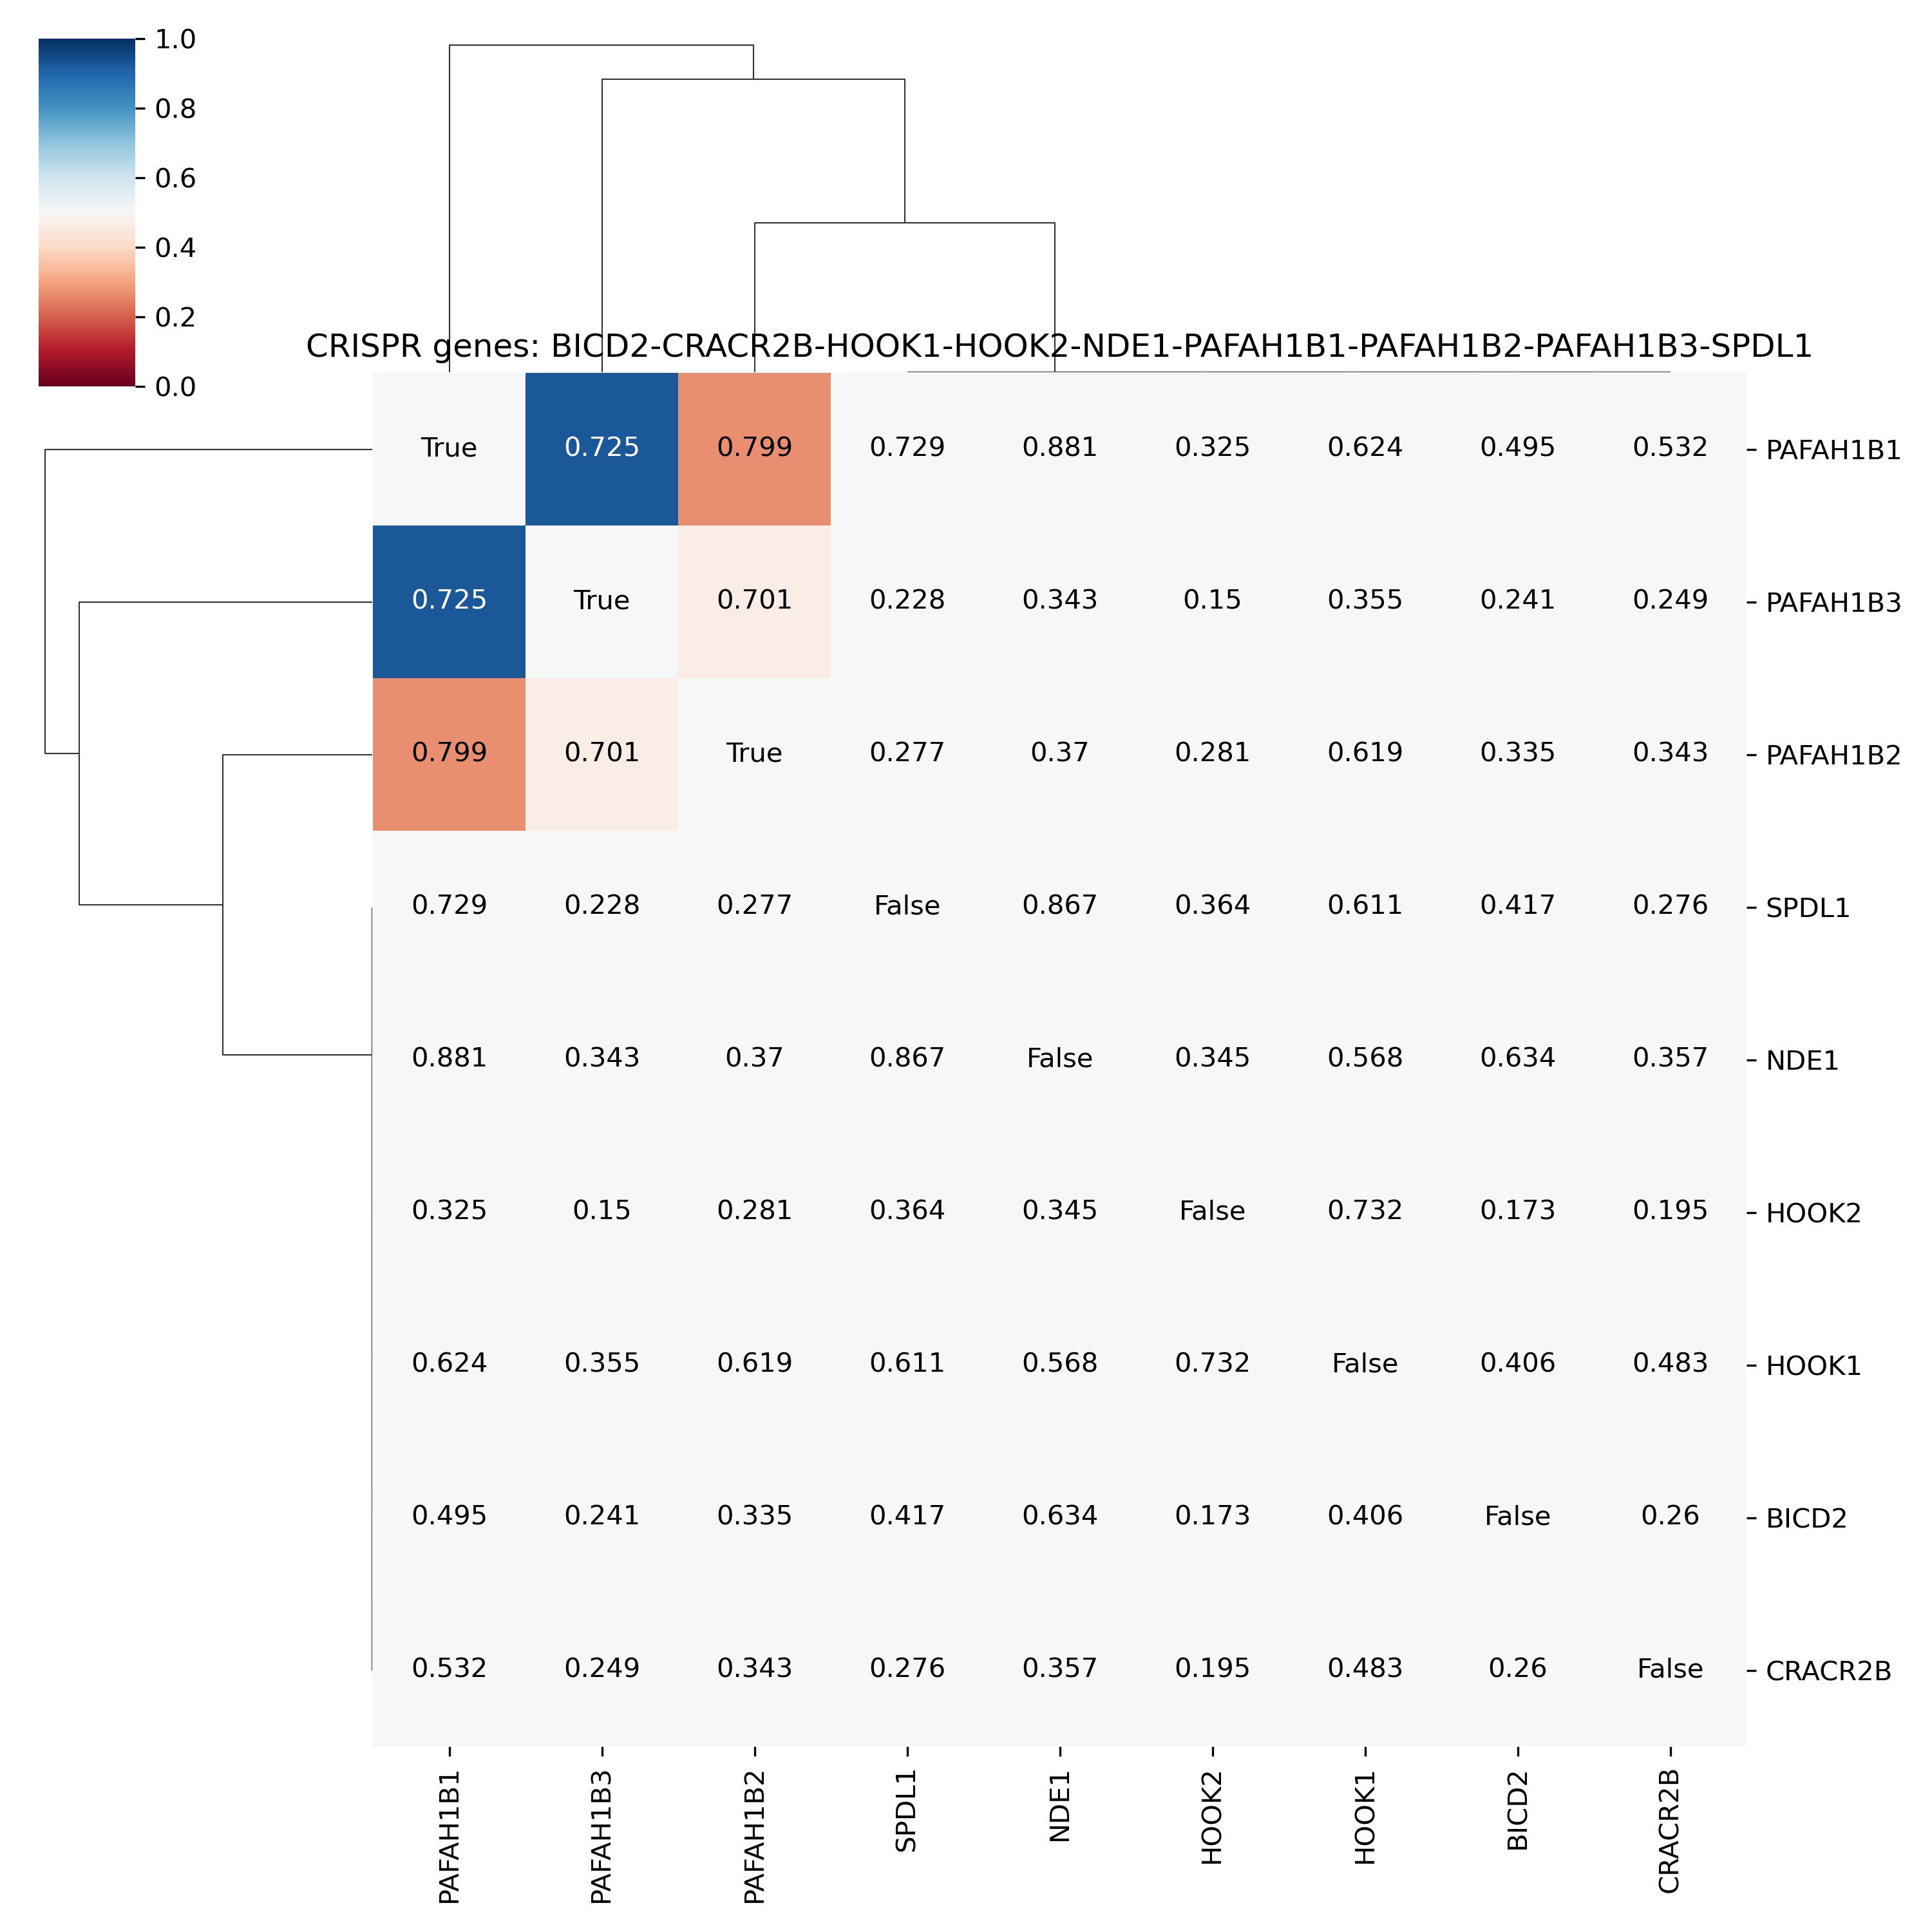 1.0
0.8
0.6
0.4
0.2
0.0
CRISPR genes: BICD2-CRACR2B-HOOK1-HOOK2-NDE1-PAFAH1B1-PAFAH1B2-PAFAH1B3-SPDL1
True 0.725 0.799 0.729 0.881 0.325 0.624 0.495 0.532 PAFAH1B1
0.725 True 0.701 0.228 0.343 0.15 0.355 0.241 0.249 PAFAH1B3
0.799 0.701 True 0.277 0.37 0.281 0.619 0.335 0.343 PAFAH1B2
0.729 0.228 0.277 False 0.867 0.364 0.611 0.417 0.276 SPDL1
0.881 0.343 0.37 0.867 False 0.345 0.568 0.634 0.357 NDE1
0.325 0.15 0.281 0.364 0.345 False 0.732 0.173 0.195 HOOK2
0.624 0.355 0.619 0.611 0.568 0.732 False 0.406 0.483 HOOK1
0.495 0.241 0.335 0.417 0.634 0.173 0.406 False 0.26 BICD2
0.532 0.249 0.343 0.276 0.357 0.195 0.483 0.26 False CRACR2B
PAFAH1B1 PAFAH1B3 PAFAH1B2 SPDL1 NDE1 HOOK2 HOOK1 BICD2 CRACR2B